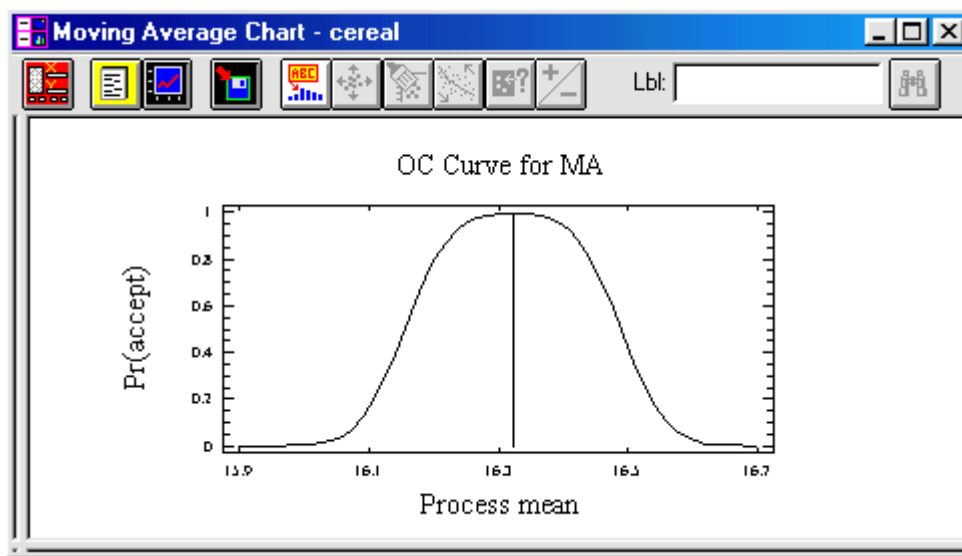 Moving Average Chart - cereal
ABC
Lbl:
OC Curve for MA
Pr(accept)
1
0.8
0.6
0.4
0.2
0
15.9 16.1 16.3 16.5 16.7
Process mean